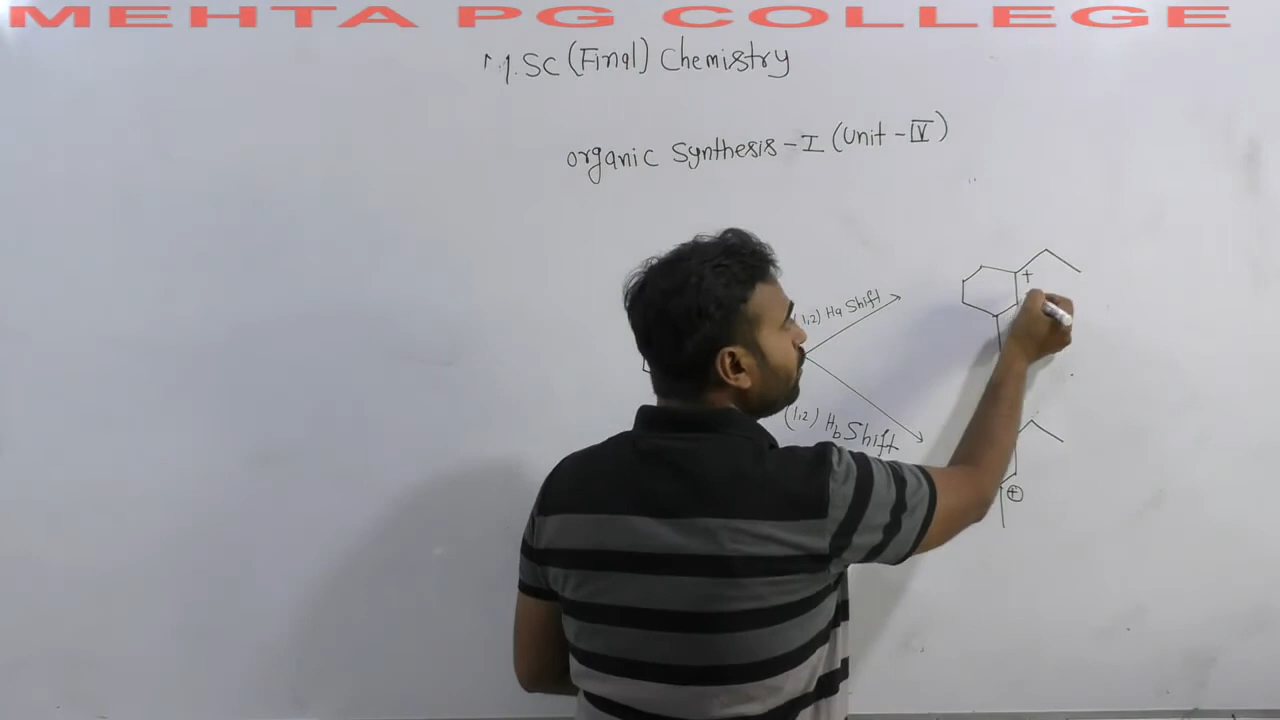 MEHTA PG COLLEGE
M.SC (Final) Chemistry
organic Synthesis - I (Unit - IV)
(1,2) Ha Shift
+
(1,2) Hb Shift
+